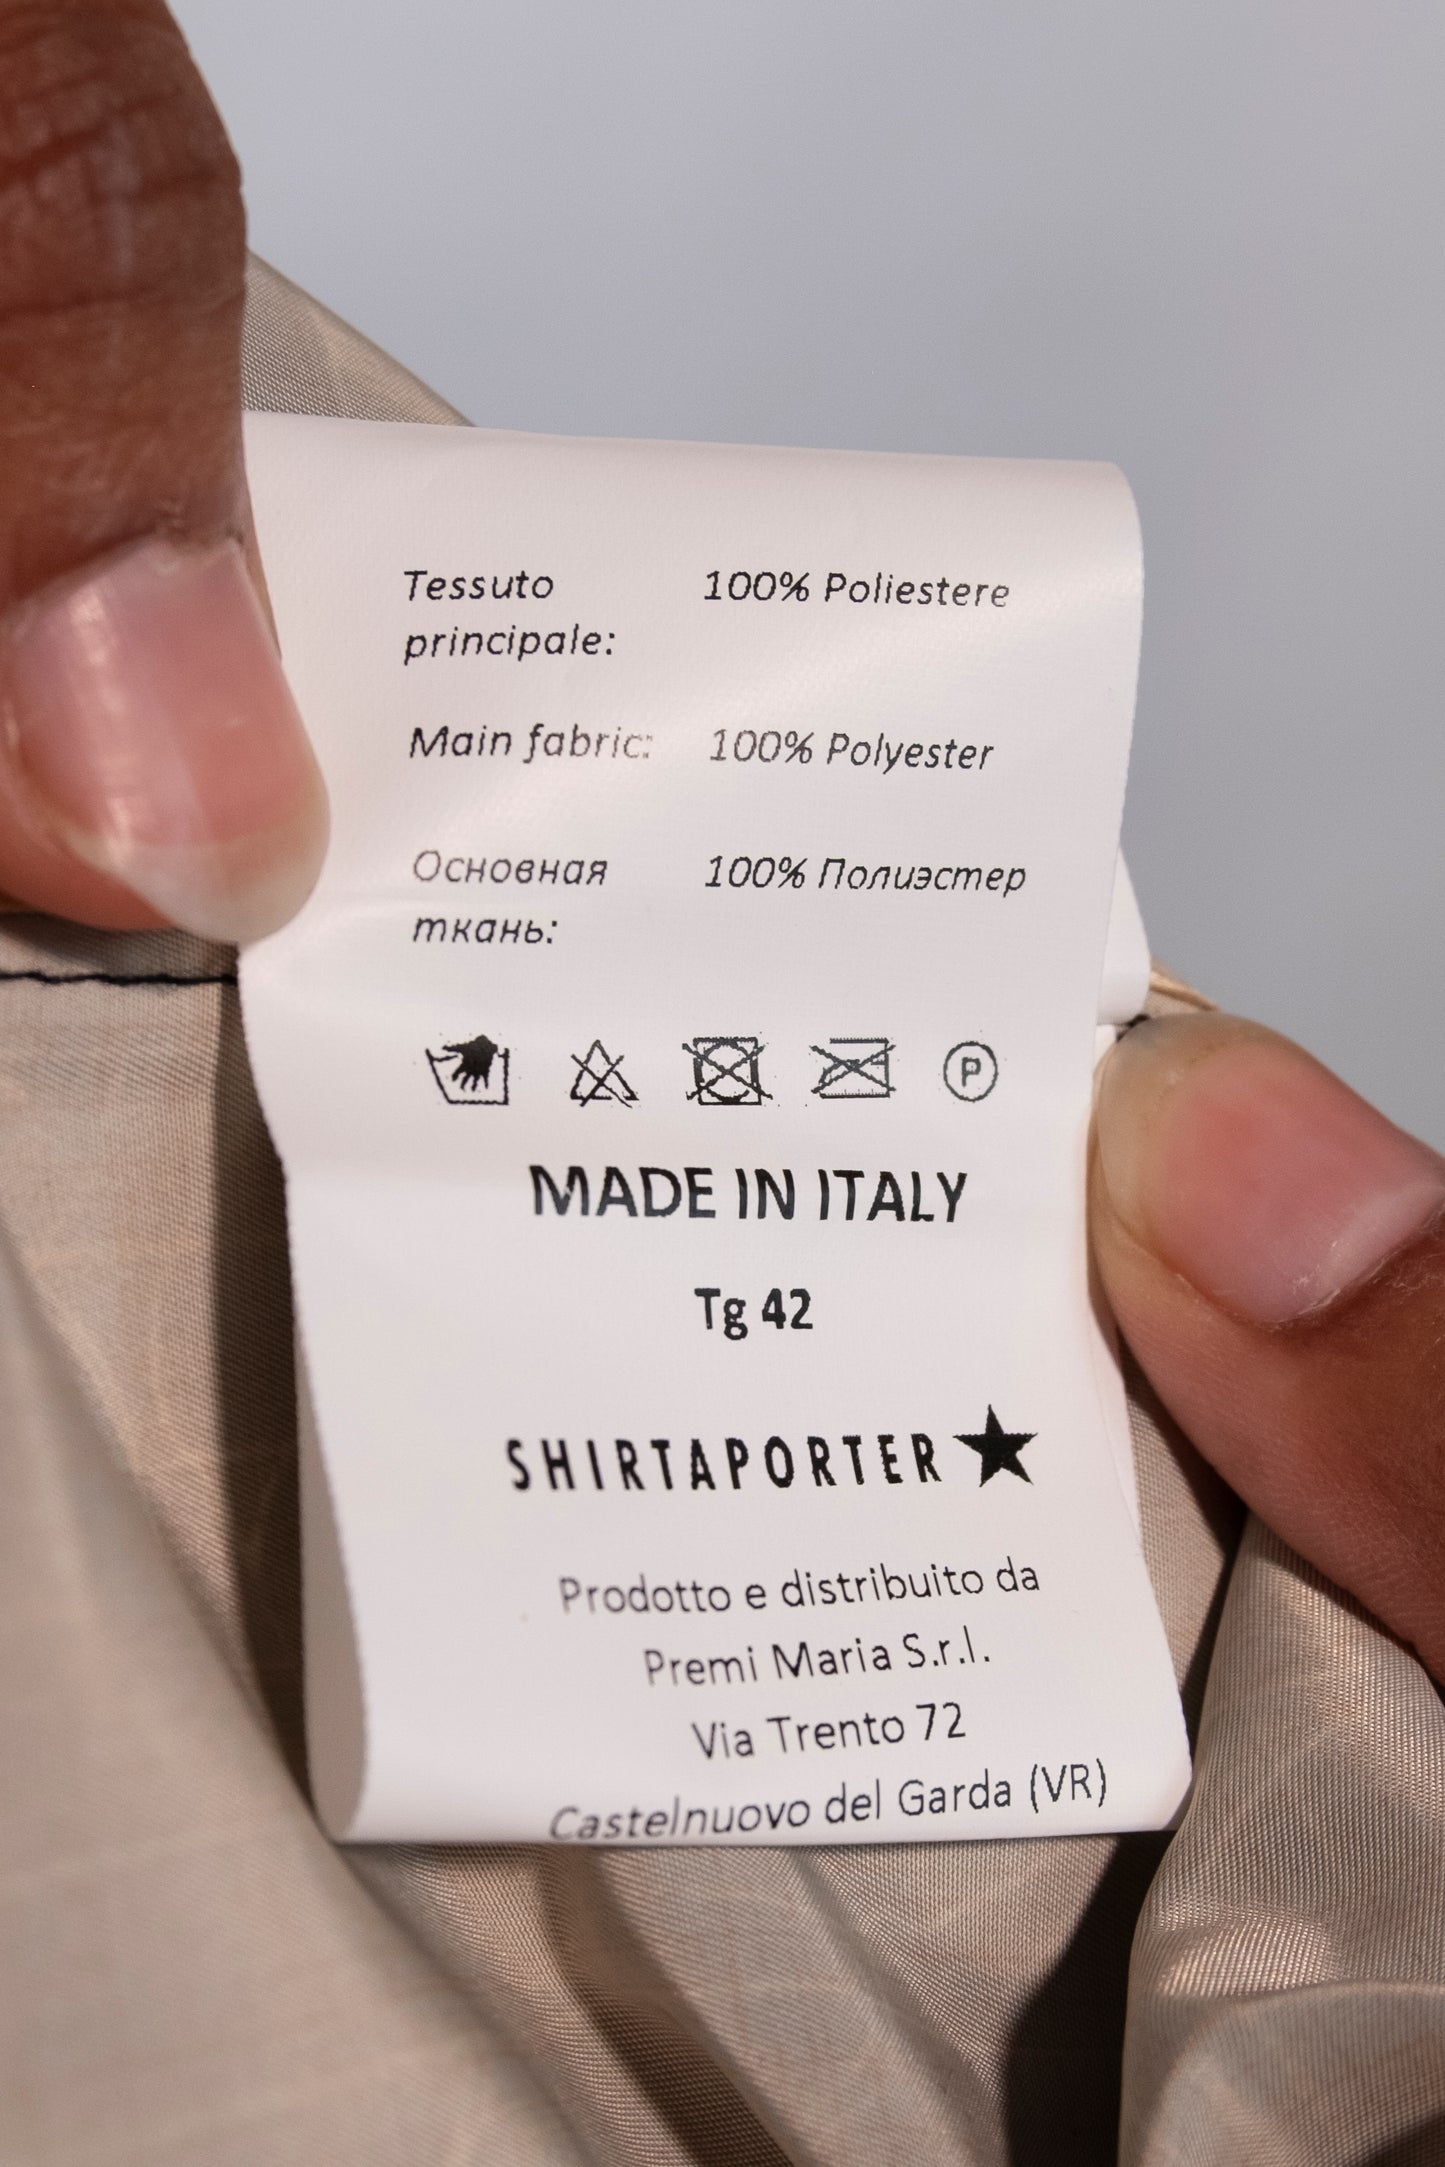 Tessuto 100% Poliestere
principale:
Main fabric: 100% Polyester
Основная 100% Полиэстер
ткань:
P
MADE IN ITALY
Tg 42
SHIRTAPORTER
Prodotto e distribuito da
Premi Maria S.r.l.
Via Trento 72
Castelnuovo del Garda (VR)